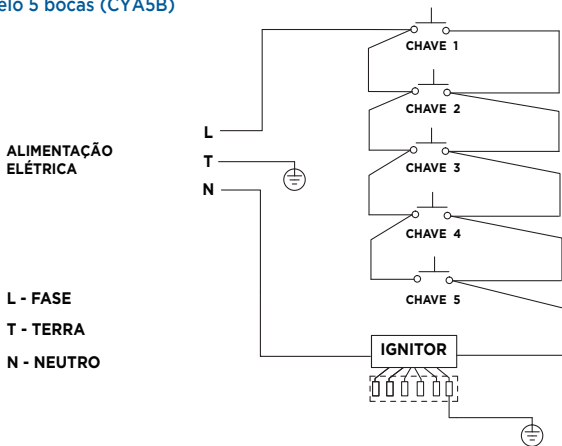 elo 5 bocas (CYA5B)
CHAVE 1
CHAVE 2
CHAVE 3
CHAVE 4
CHAVE 5
L
T
N
ALIMENTAÇÃO
ELÉTRICA
L - FASE
T - TERRA
N - NEUTRO
IGNITOR